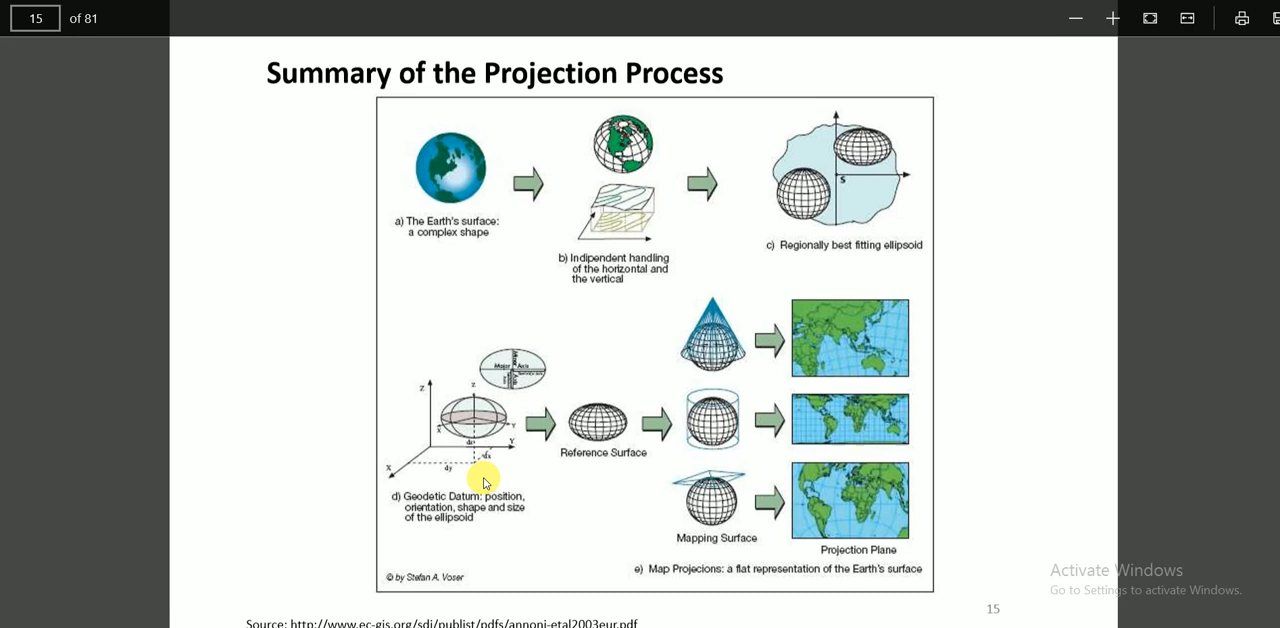 15 of 81
Summary of the Projection Process
a) The Earth's surface:
a complex shape
b) Indipendent handling
of the horizontal and
the vertical
S
c) Regionally best fitting ellipsoid
Major Axis
Z
z
Y
X
Y
X
dx
dy
d) Geodetic Datum: position,
orientation, shape and size
of the ellipsoid
Reference Surface
Mapping Surface
Projection Plane
e) Map Projecions: a flat representation of the Earth's surface
© by Stefan A. Voser
15
Source: http://www.ec-gis.org/sdi/publist/pdfs/annoni-etal2003eur.pdf
Activate Windows
Go to Settings to activate Windows.